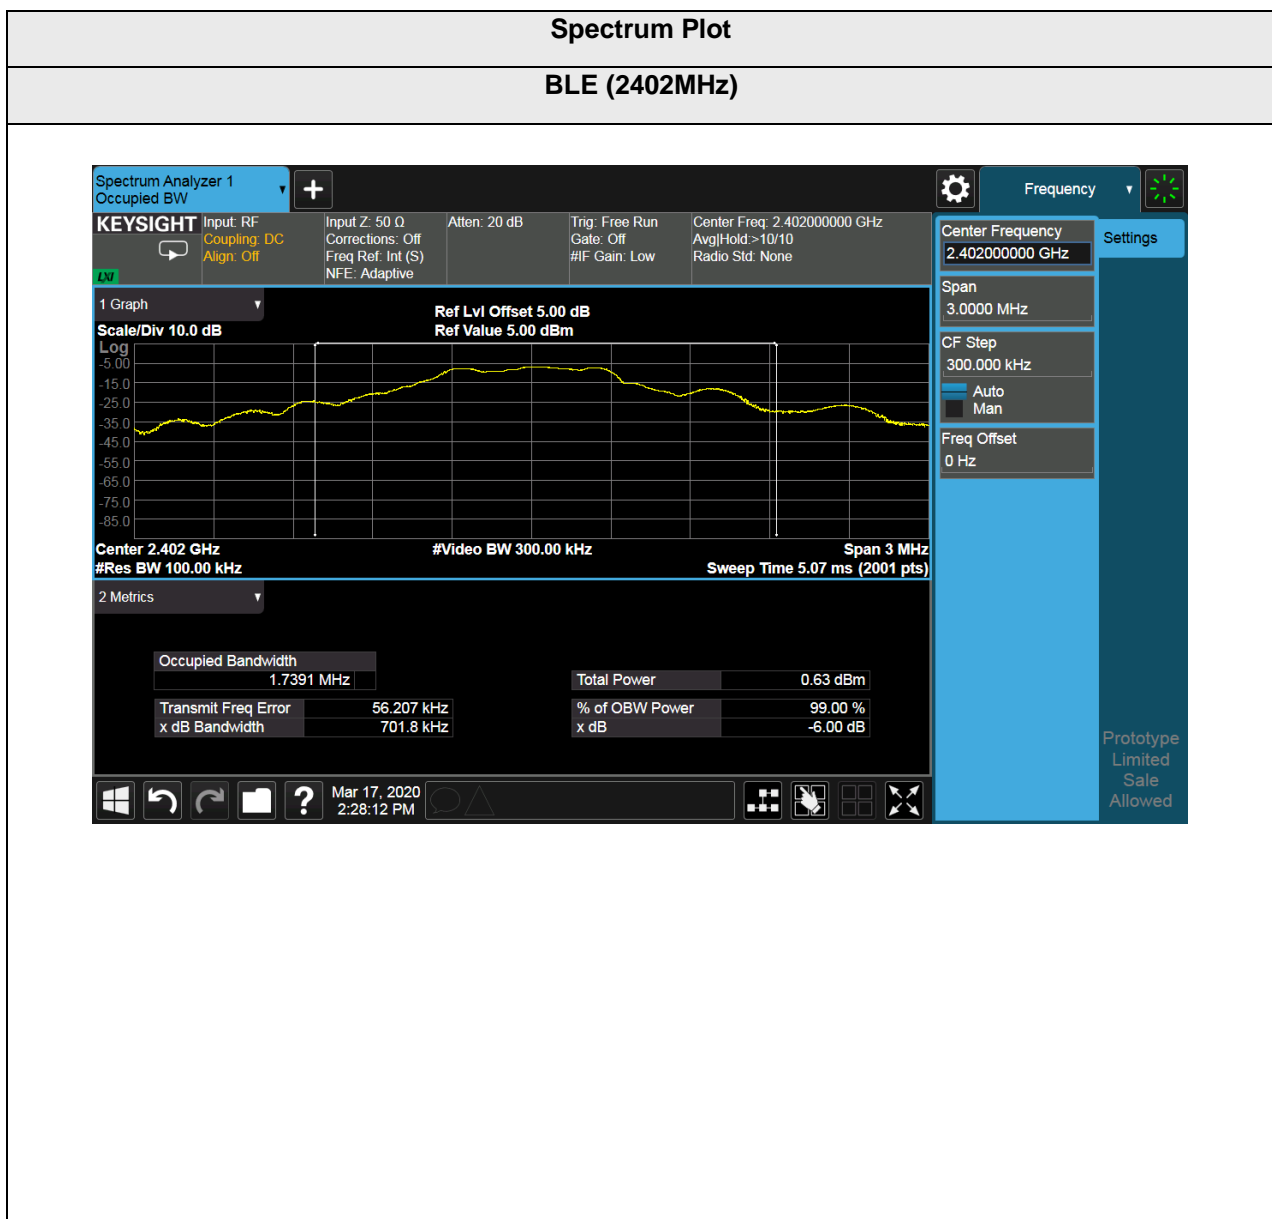 Spectrum Plot
BLE (2402MHz)
Spectrum Analyzer 1
Occupied BW
Frequency
KEYSIGHT
LXI
Input: RF
Coupling: DC
Align: Off
Input Z: 50 Ω
Corrections: Off
Freq Ref: Int (S)
NFE: Adaptive
Atten: 20 dB
Trig: Free Run
Gate: Off
#IF Gain: Low
Center Freq: 2.402000000 GHz
Avg|Hold:>10/10
Radio Std: None
Center Frequency
2.402000000 GHz
Settings
Span
3.0000 MHz
CF Step
300.000 kHz
Auto
Man
Freq Offset
0 Hz
1 Graph
Scale/Div 10.0 dB
Ref Lvl Offset 5.00 dB
Ref Value 5.00 dBm
Log
-5.00
-15.0
-25.0
-35.0
-45.0
-55.0
-65.0
-75.0
-85.0
Center 2.402 GHz
#Video BW 300.00 kHz
Span 3 MHz
#Res BW 100.00 kHz
Sweep Time 5.07 ms (2001 pts)
2 Metrics
Occupied Bandwidth
1.7391 MHz
Total Power 0.63 dBm
Transmit Freq Error 56.207 kHz
% of OBW Power 99.00 %
x dB Bandwidth 701.8 kHz
x dB -6.00 dB
Prototype
Limited
Sale
Allowed
?
Mar 17, 2020
2:28:12 PM